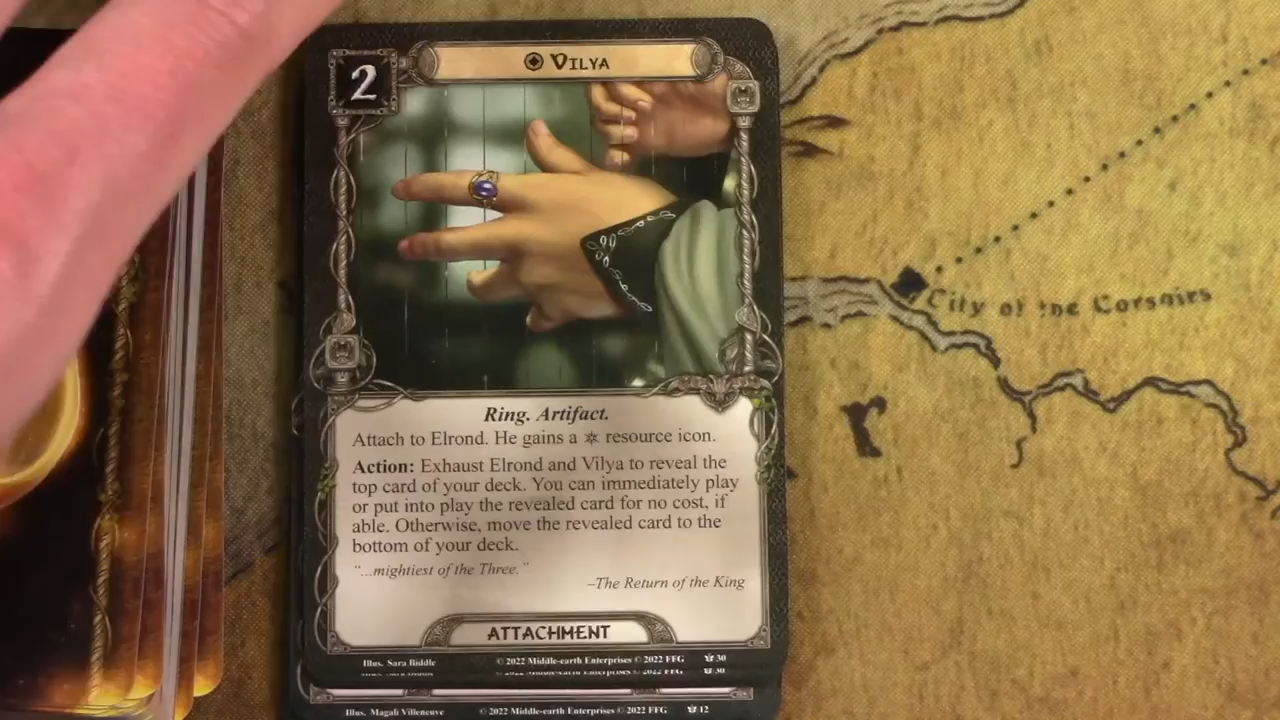 2
VILYA
Ring. Artifact.
Attach to Elrond. He gains a resource icon.
Action: Exhaust Elrond and Vilya to reveal the
top card of your deck. You can immediately play
or put into play the revealed card for no cost, if
able. Otherwise, move the revealed card to the
bottom of your deck.
"...mightiest of the Three."
–The Return of the King
ATTACHMENT
Illus. Sara Biddle © 2022 Middle-earth Enterprises © 2022 FFG 30
Illus. Magali Villeneuve © 2022 Middle-earth Enterprises © 2022 FFG 12
City of the Corsairs
r